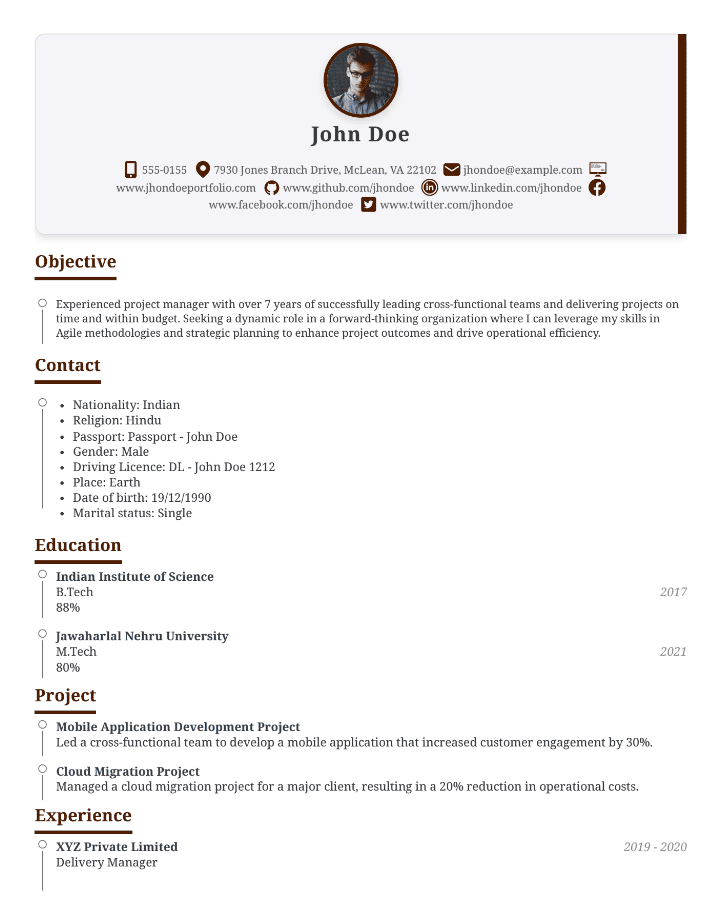 John Doe
555-0155 7930 Jones Branch Drive, McLean, VA 22102 jhondoe@example.com
www.jhondoeportfolio.com www.github.com/jhondoe www.linkedin.com/jhondoe
www.facebook.com/jhondoe www.twitter.com/jhondoe
Objective
Experienced project manager with over 7 years of successfully leading cross-functional teams and delivering projects on
time and within budget. Seeking a dynamic role in a forward-thinking organization where I can leverage my skills in
Agile methodologies and strategic planning to enhance project outcomes and drive operational efficiency.
Contact
• Nationality: Indian
• Religion: Hindu
• Passport: Passport - John Doe
• Gender: Male
• Driving Licence: DL - John Doe 1212
• Place: Earth
• Date of birth: 19/12/1990
• Marital status: Single
Education
Indian Institute of Science
B.Tech 2017
88%
Jawaharlal Nehru University
M.Tech 2021
80%
Project
Mobile Application Development Project
Led a cross-functional team to develop a mobile application that increased customer engagement by 30%.
Cloud Migration Project
Managed a cloud migration project for a major client, resulting in a 20% reduction in operational costs.
Experience
XYZ Private Limited 2019 - 2020
Delivery Manager